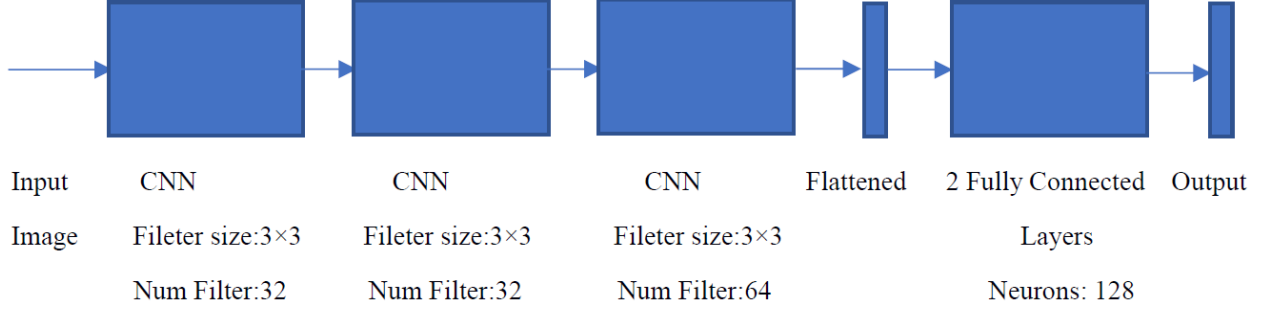 Input CNN CNN CNN Flattened 2 Fully Connected Output
Image Fileter size:3×3 Fileter size:3×3 Fileter size:3×3 Layers
Num Filter:32 Num Filter:32 Num Filter:64 Neurons: 128